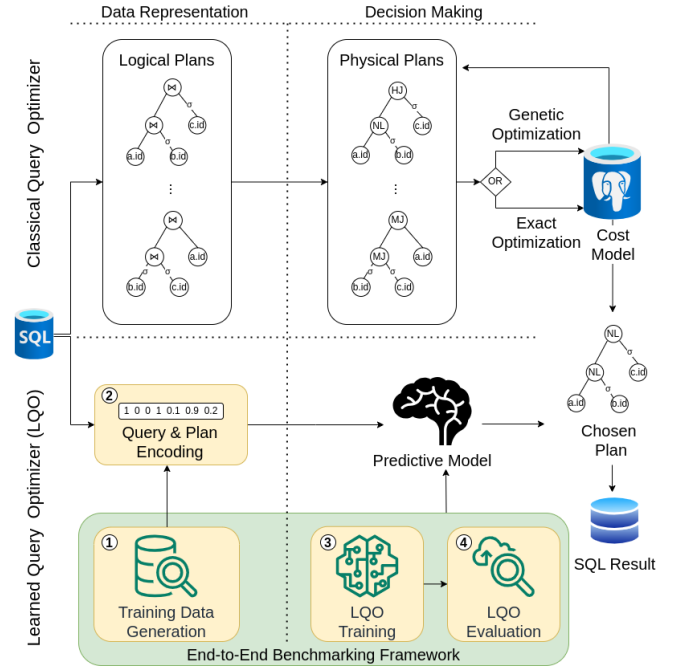 Data Representation
Decision Making
Classical Query Optimizer
Logical Plans
⋈
σ
⋈
c.id
σ
a.id
b.id
...
⋈
⋈
a.id
σ
σ
b.id
c.id
Physical Plans
HJ
σ
NL
c.id
σ
a.id
b.id
...
MJ
MJ
a.id
σ
σ
b.id
c.id
Genetic
Optimization
OR
Exact
Optimization
Cost
Model
SQL
NL
σ
NL
c.id
σ
a.id
b.id
Chosen
Plan
SQL Result
Learned Query Optimizer (LQO)
2
1 0 0 1 0.1 0.9 0.2
Query & Plan
Encoding
Predictive Model
1
Training Data
Generation
3
LQO
Training
4
LQO
Evaluation
End-to-End Benchmarking Framework